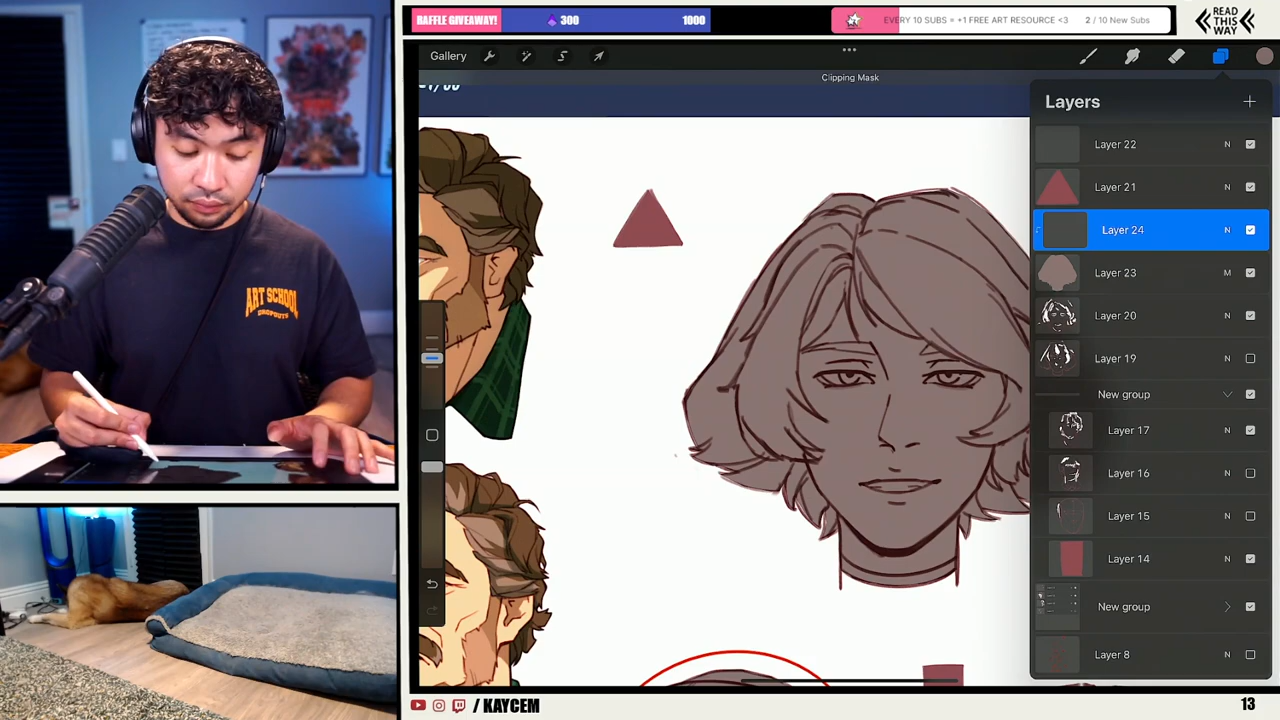 RAFFLE GIVEAWAY! 300 1000
EVERY 10 SUBS = +1 FREE ART RESOURCE <3 2 / 10 New Subs
READ
THIS
WAY
Gallery
Clipping Mask
Layers
Layer 22 N
Layer 21 N
Layer 24 N
Layer 23 M
Layer 20 N
Layer 19 N
New group
Layer 17 N
Layer 16 N
Layer 15 N
Layer 14 N
New group
Layer 8 N
ART SCHOOL
DROPOUTS
/ KAYCEM
13